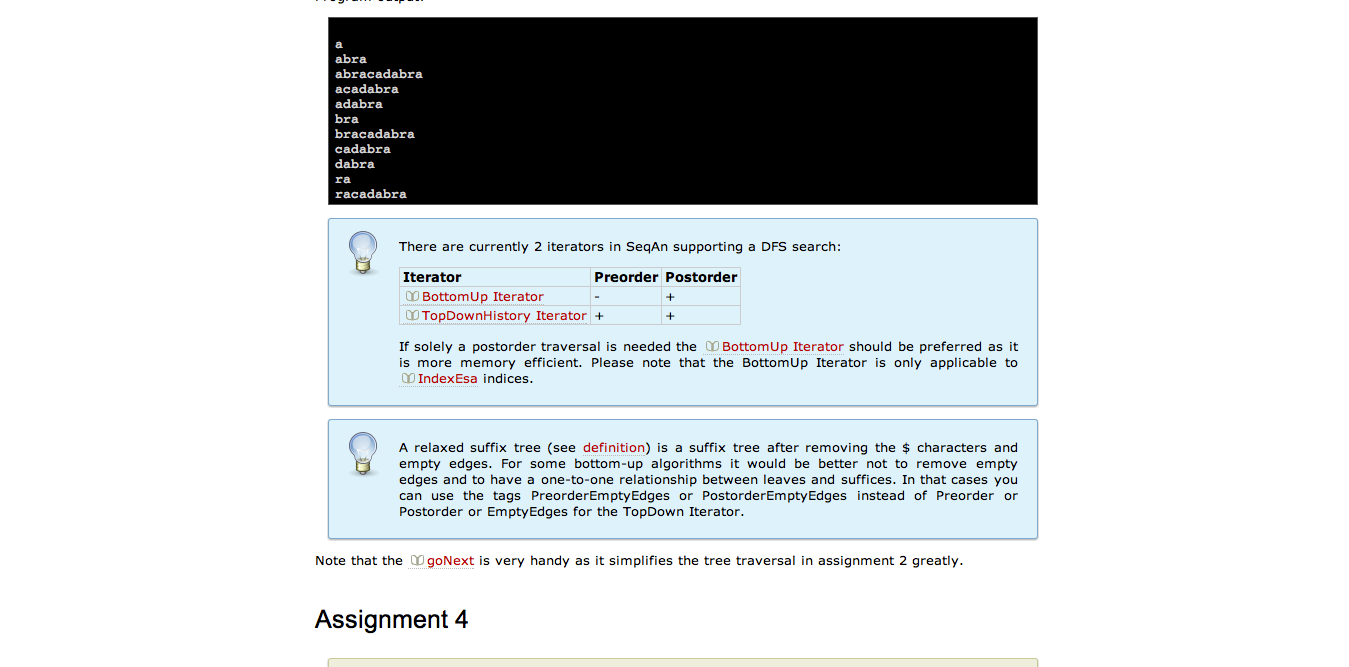 Program output:
a
abra
abracadabra
acadabra
adabra
bra
bracadabra
cadabra
dabra
ra
racadabra
There are currently 2 iterators in SeqAn supporting a DFS search:
Iterator Preorder Postorder
BottomUp Iterator - +
TopDownHistory Iterator + +
If solely a postorder traversal is needed the BottomUp Iterator should be preferred as it
is more memory efficient. Please note that the BottomUp Iterator is only applicable to
IndexEsa indices.
A relaxed suffix tree (see definition) is a suffix tree after removing the $ characters and
empty edges. For some bottom-up algorithms it would be better not to remove empty
edges and to have a one-to-one relationship between leaves and suffices. In that cases you
can use the tags PreorderEmptyEdges or PostorderEmptyEdges instead of Preorder or
Postorder or EmptyEdges for the TopDown Iterator.
Note that the goNext is very handy as it simplifies the tree traversal in assignment 2 greatly.
Assignment 4